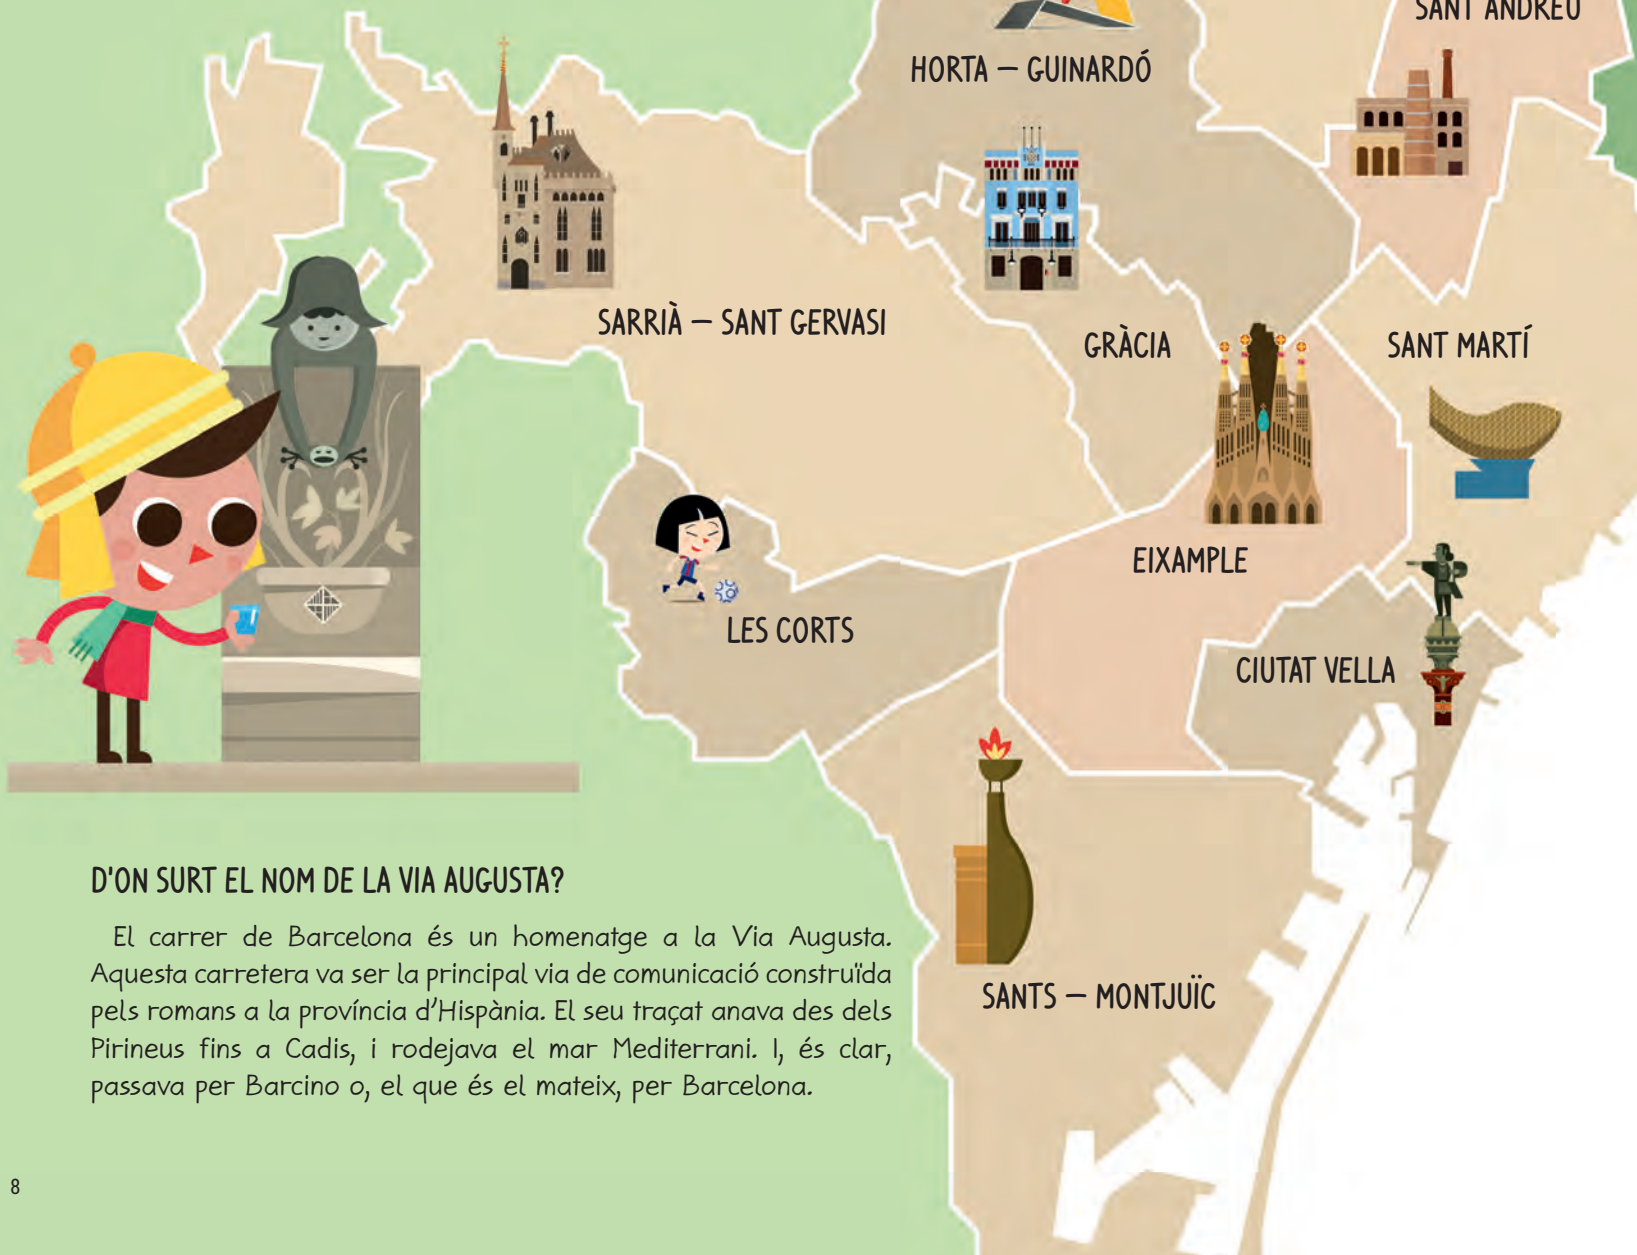 SANT ANDREU
HORTA – GUINARDÓ
SARRIÀ – SANT GERVASI
GRÀCIA
SANT MARTÍ
EIXAMPLE
LES CORTS
CIUTAT VELLA
D'ON SURT EL NOM DE LA VIA AUGUSTA?
El carrer de Barcelona és un homenatge a la Via Augusta.
Aquesta carretera va ser la principal via de comunicació construïda
pels romans a la província d'Hispània. El seu traçat anava des dels
Pirineus fins a Cadis, i rodejava el mar Mediterrani. I, és clar,
passava per Barcino o, el que és el mateix, per Barcelona.
SANTS – MONTJUÏC
8